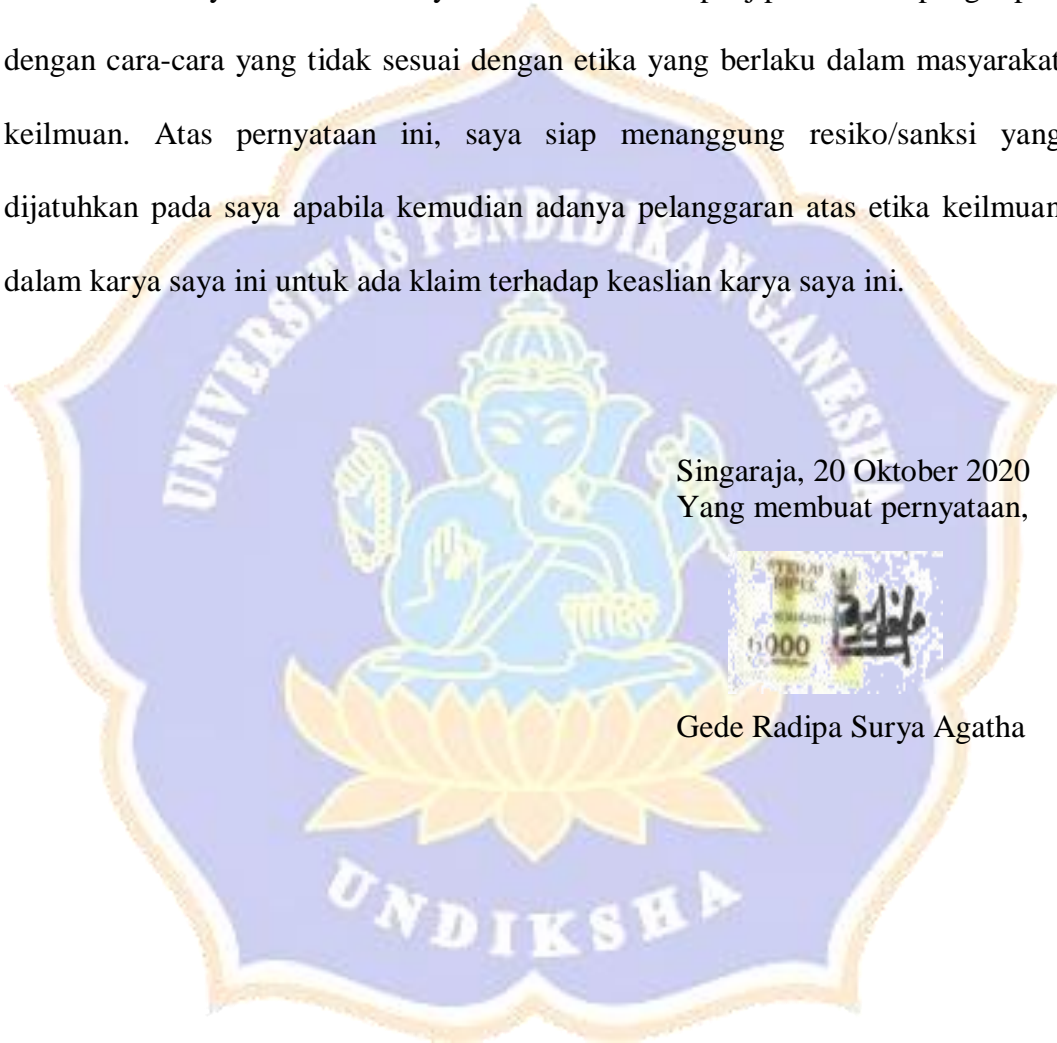 dengan cara-cara yang tidak sesuai dengan etika yang berlaku dalam masyarakat
keilmuan. Atas pernyataan ini, saya siap menanggung resiko/sanksi yang
dijatuhkan pada saya apabila kemudian adanya pelanggaran atas etika keilmuan
dalam karya saya ini untuk ada klaim terhadap keaslian karya saya ini.
UNIVERSITAS PENDIDIKAN GANESHA
Singaraja, 20 Oktober 2020
Yang membuat pernyataan,
6000
Gede Radipa Surya Agatha
UNDIKSHA